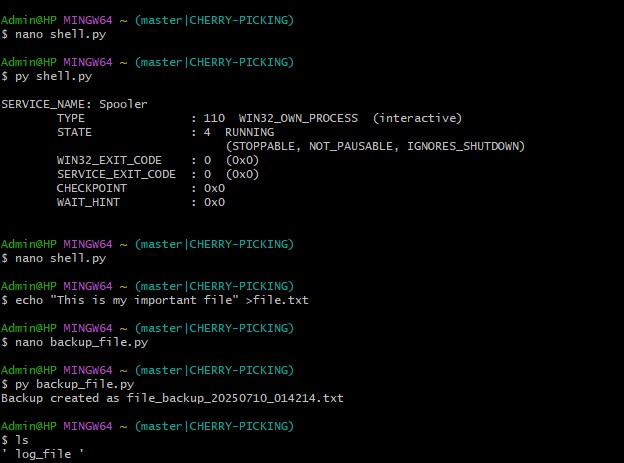 Admin@HP MINGW64 ~ (master|CHERRY-PICKING)
$ nano shell.py

Admin@HP MINGW64 ~ (master|CHERRY-PICKING)
$ py shell.py

SERVICE_NAME: Spooler
        TYPE               : 110  WIN32_OWN_PROCESS  (interactive)
        STATE              : 4  RUNNING
                                (STOPPABLE, NOT_PAUSABLE, IGNORES_SHUTDOWN)
        WIN32_EXIT_CODE    : 0  (0x0)
        SERVICE_EXIT_CODE  : 0  (0x0)
        CHECKPOINT         : 0x0
        WAIT_HINT          : 0x0

Admin@HP MINGW64 ~ (master|CHERRY-PICKING)
$ nano shell.py

Admin@HP MINGW64 ~ (master|CHERRY-PICKING)
$ echo "This is my important file" >file.txt

Admin@HP MINGW64 ~ (master|CHERRY-PICKING)
$ nano backup_file.py

Admin@HP MINGW64 ~ (master|CHERRY-PICKING)
$ py backup_file.py
Backup created as file_backup_20250710_014214.txt

Admin@HP MINGW64 ~ (master|CHERRY-PICKING)
$ ls
' log_file '